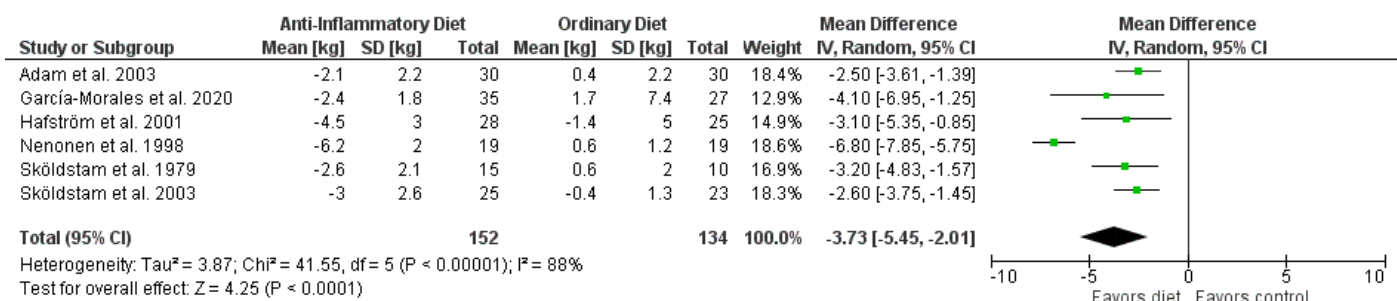 Anti-Inflammatory Diet Ordinary Diet Mean Difference Mean Difference
Study or Subgroup Mean [kg] SD [kg] Total Mean [kg] SD [kg] Total Weight IV, Random, 95% CI IV, Random, 95% CI
Adam et al. 2003 -2.1 2.2 30 0.4 2.2 30 18.4% -2.50 [-3.61, -1.39]
García-Morales et al. 2020 -2.4 1.8 35 1.7 7.4 27 12.9% -4.10 [-6.95, -1.25]
Hafström et al. 2001 -4.5 3 28 -1.4 5 25 14.9% -3.10 [-5.35, -0.85]
Nenonen et al. 1998 -6.2 2 19 0.6 1.2 19 18.6% -6.80 [-7.85, -5.75]
Sköldstam et al. 1979 -2.6 2.1 15 0.6 2 10 16.9% -3.20 [-4.83, -1.57]
Sköldstam et al. 2003 -3 2.6 25 -0.4 1.3 23 18.3% -2.60 [-3.75, -1.45]
Total (95% CI) 152 134 100.0% -3.73 [-5.45, -2.01]
Heterogeneity: Tau² = 3.87; Chi² = 41.55, df = 5 (P < 0.00001); I² = 88%
Test for overall effect: Z = 4.25 (P < 0.0001)
-10 -5 0 5 10
Favors diet Favors control